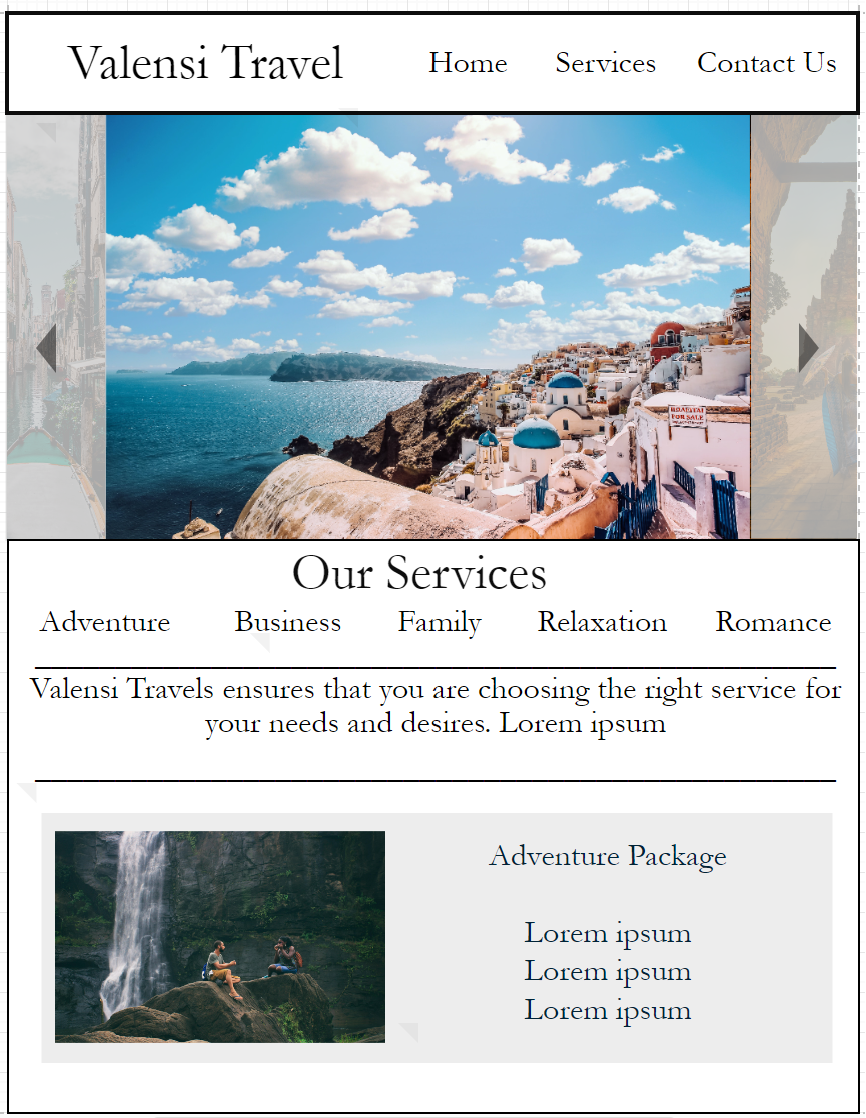 Valensi Travel
Home Services Contact Us
ROADSTAI
FOR SALE
Our Services
Adventure Business Family Relaxation Romance
Valensi Travels ensures that you are choosing the right service for
your needs and desires. Lorem ipsum
Adventure Package
Lorem ipsum
Lorem ipsum
Lorem ipsum